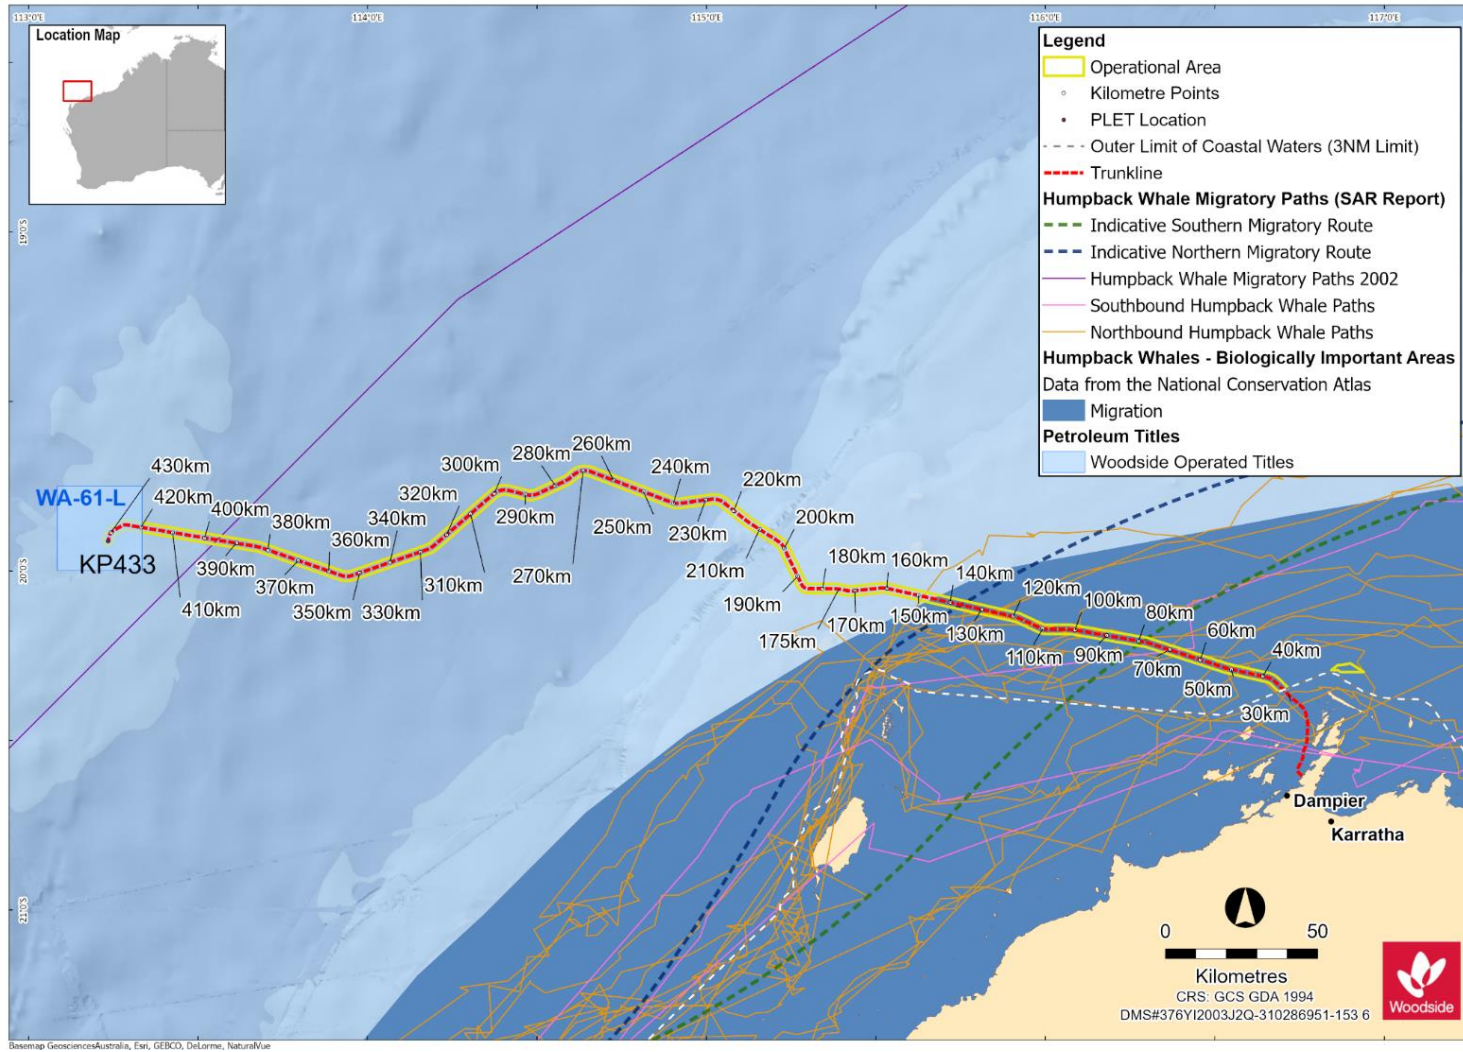 113°0'E
114°0'E
115°0'E
116°0'E
117°0'E
Location Map
Legend
Operational Area
Kilometre Points
PLET Location
Outer Limit of Coastal Waters (3NM Limit)
Trunkline
Humpback Whale Migratory Paths (SAR Report)
Indicative Southern Migratory Route
Indicative Northern Migratory Route
Humpback Whale Migratory Paths 2002
Southbound Humpback Whale Paths
Northbound Humpback Whale Paths
Humpback Whales - Biologically Important Areas
Data from the National Conservation Atlas
Migration
Petroleum Titles
Woodside Operated Titles
19°0'S
20°0'S
21°0'S
WA-61-L
KP433
430km
420km
410km
400km
390km
380km
370km
360km
350km
340km
330km
320km
310km
300km
290km
280km
270km
260km
250km
240km
230km
220km
210km
200km
190km
180km
175km
170km
160km
150km
140km
130km
120km
110km
100km
90km
80km
70km
60km
50km
40km
30km
Dampier
Karratha
0 50
Kilometres
CRS: GCS GDA 1994
DMS#376YI2003J2Q-310286951-153 6
Woodside
Basemap GeosciencesAustralia, Esri, GEBCO, DeLorme, NaturalVue